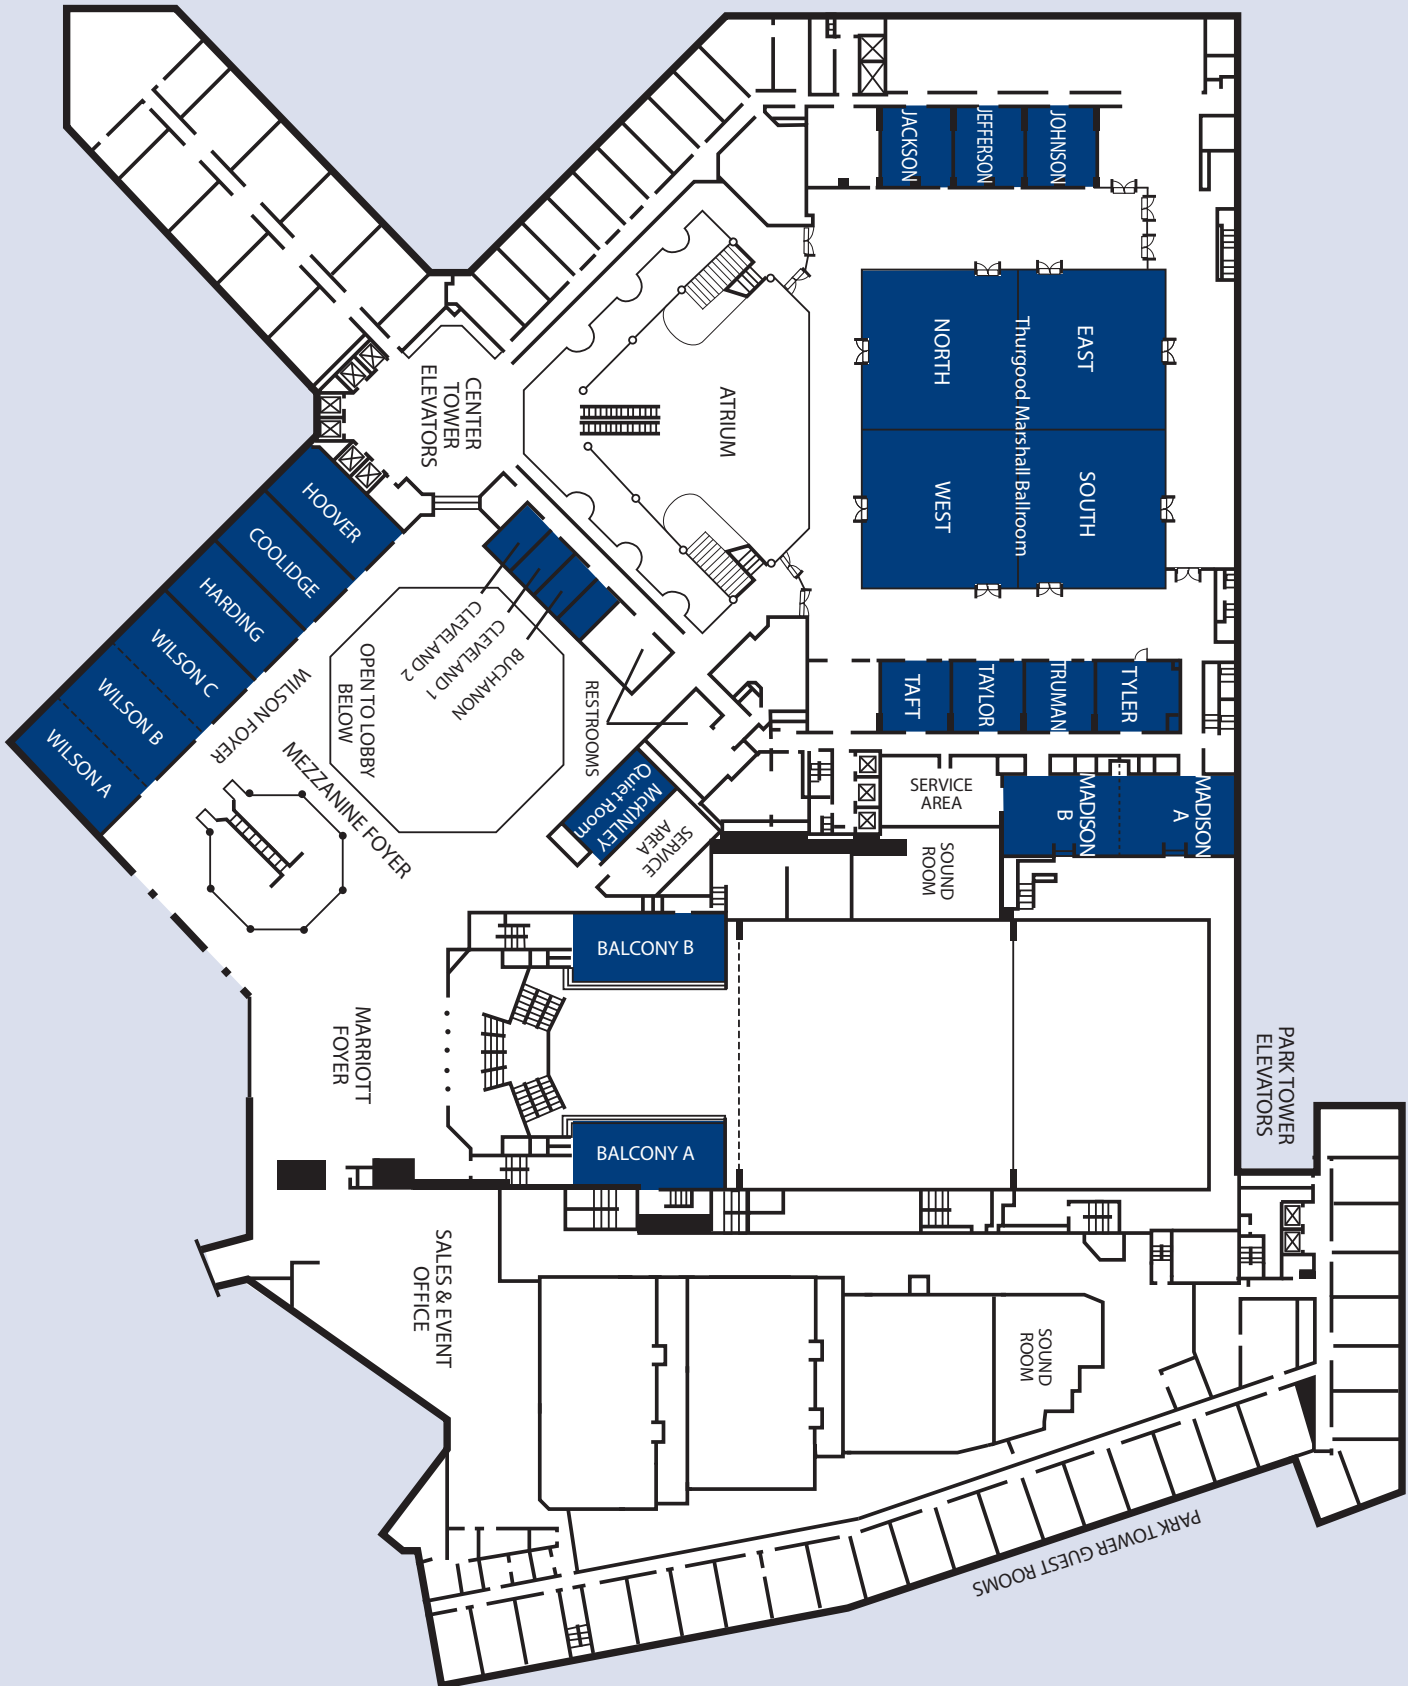 JACKSON
JEFFERSON
JOHNSON
NORTH
EAST
Thurgood Marshall Ballroom
WEST
SOUTH
ATRIUM
CENTER
TOWER
ELEVATORS
HOOVER
COOLIDGE
HARDING
WILSON C
WILSON B
WILSON A
CLEVELAND 2
CLEVELAND 1
BUCHANON
OPEN TO LOBBY
BELOW
WILSON FOYER
MEZZANINE FOYER
RESTROOMS
TAFT
TAYLOR
TRUMAN
TYLER
MCKINLEY
Quiet Room
SERVICE
AREA
SERVICE
AREA
MADISON
B
MADISON
A
SOUND
ROOM
BALCONY B
BALCONY A
MARRIOTT
FOYER
PARK TOWER
ELEVATORS
SALES & EVENT
OFFICE
SOUND
ROOM
PARK TOWER GUEST ROOMS